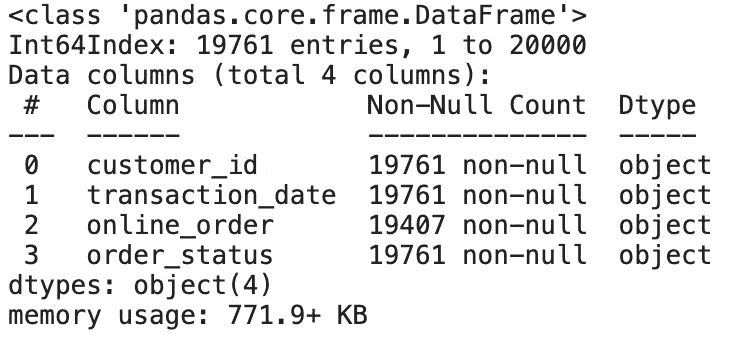 <class 'pandas.core.frame.DataFrame'>
Int64Index: 19761 entries, 1 to 20000
Data columns (total 4 columns):
 #   Column            Non-Null Count  Dtype
---  ------            --------------  -----
 0   customer_id       19761 non-null  object
 1   transaction_date  19761 non-null  object
 2   online_order      19407 non-null  object
 3   order_status      19761 non-null  object
dtypes: object(4)
memory usage: 771.9+ KB